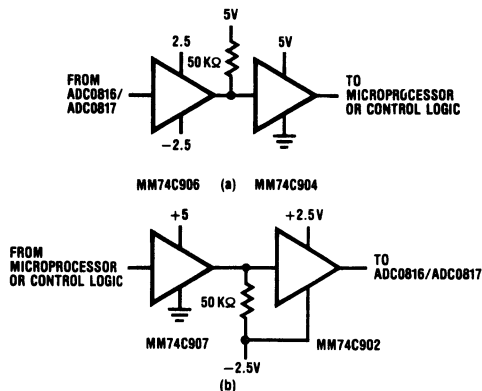 5V
2.5
50 KΩ
5V
FROM
ADC0816/
ADC0817
TO
MICROPROCESSOR
OR CONTROL LOGIC
−2.5
MM74C906 (a) MM74C904
+5
+2.5V
FROM
MICROPROCESSOR
OR CONTROL LOGIC
TO
ADC0816/ADC0817
50 KΩ
MM74C907
MM74C902
−2.5V
(b)